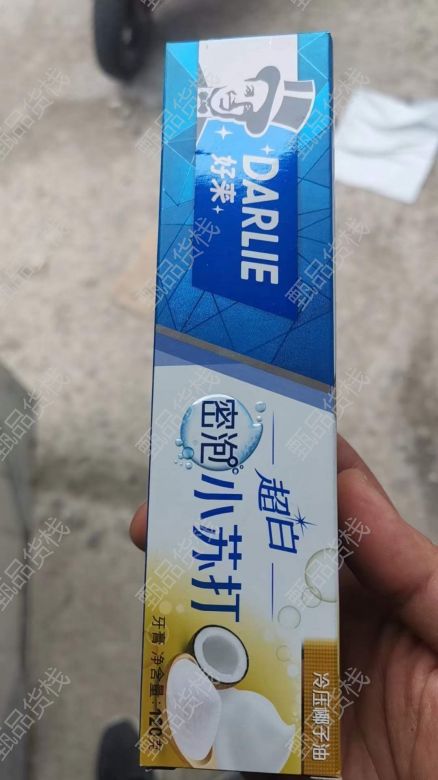 DARLIE
好来
超白
密泡
小苏打
牙膏 净含量：120克
冷压椰子油
甄品货栈